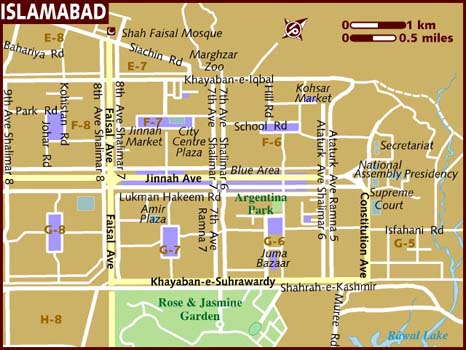 ISLAMABAD
E-8
Shah Faisal Mosque
0 1 km
0 0.5 miles
Bahariya Rd
Siachin Rd
E-7
Marghzar
Zoo
Khayaban-e-Iqbal
9th Ave Shalimar 8
Park Rd
Kohistan Rd
Johar Rd
F-8
8th Ave Shalimar 8
Faisal Ave
8th Ave Shalimar 7
F-7
Jinnah
Market
City
Centre
Plaza
7th Ave Shalimar 7
7th Ave Shalimar 6
Hill Rd
School Rd
F-6
Kohsar
Market
Ataturk Ave Shalimar 6
Ataturk Ave Ramna 5
Secretariat
National
Assembly
Presidency
Supreme
Court
Blue Area
Jinnah Ave
Lukman Hakeem Rd
Amir
Plaza
Ramna 7
7th Ave
Argentina
Park
G-8
G-7
G-6
Juma
Bazaar
Faisal Ave
Constitution Ave
Isfahani Rd
G-5
Khayaban-e-Suhrawardy
Shahrah-e-Kashmir
Muree Rd
H-8
Rose & Jasmine
Garden
Rawal Lake